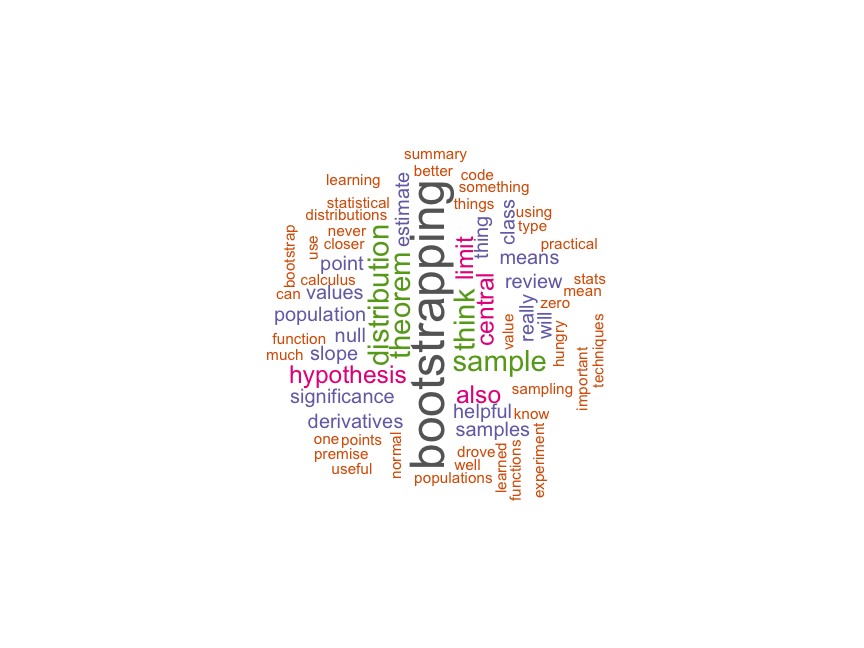 summary
better
code
learning
something
statistical
estimate
things
distributions
thing
class
using
never
type
closer
practical
bootstrap
use
distribution
bootstrapping
limit
point
means
calculus
theorem
can
values
think
central
review
stats
mean
population
really
zero
will
function
null
value
hungry
techniques
much
slope
sample
hypothesis
important
significance
also
sampling
derivatives
helpful
know
samples
one
points
normal
premise
drove
useful
well
learned
functions
experiment
populations